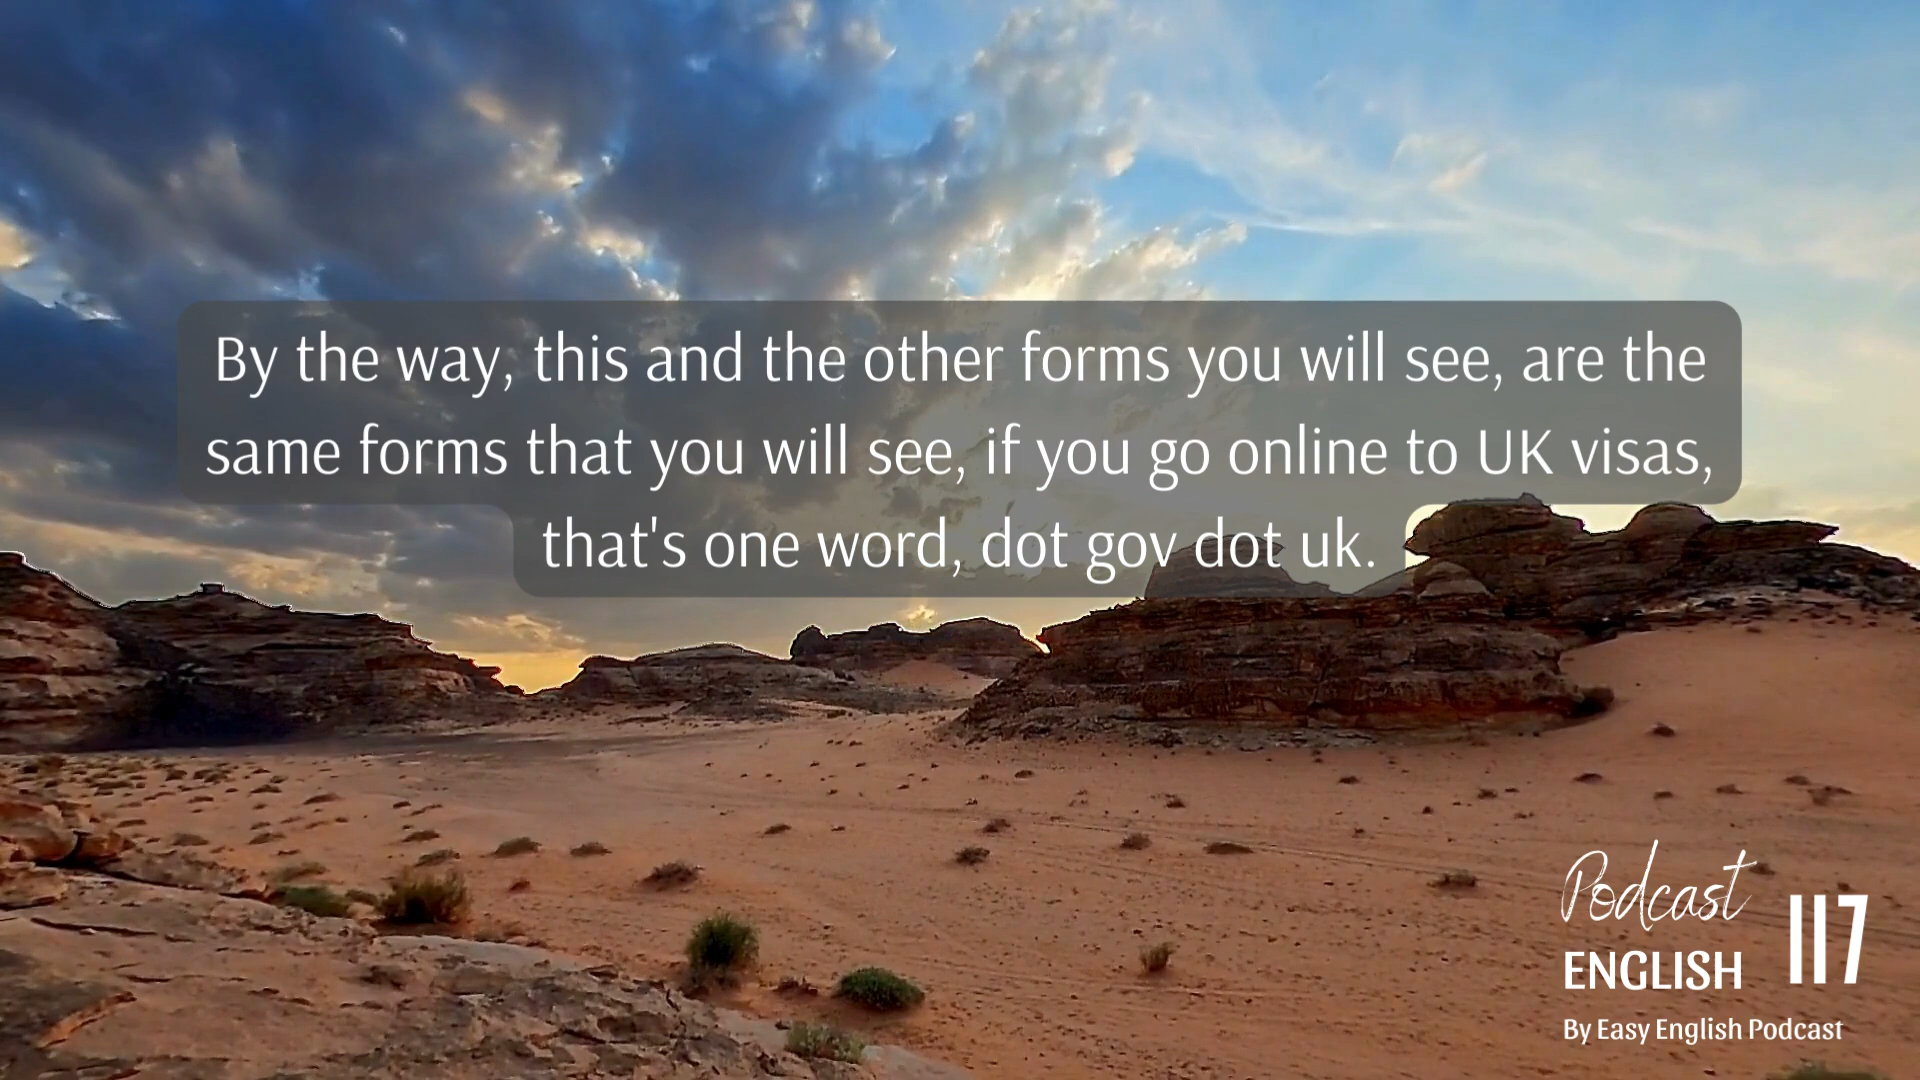 By the way, this and the other forms you will see, are the
same forms that you will see, if you go online to UK visas,
that's one word, dot gov dot uk.
Podcast
ENGLISH
117
By Easy English Podcast